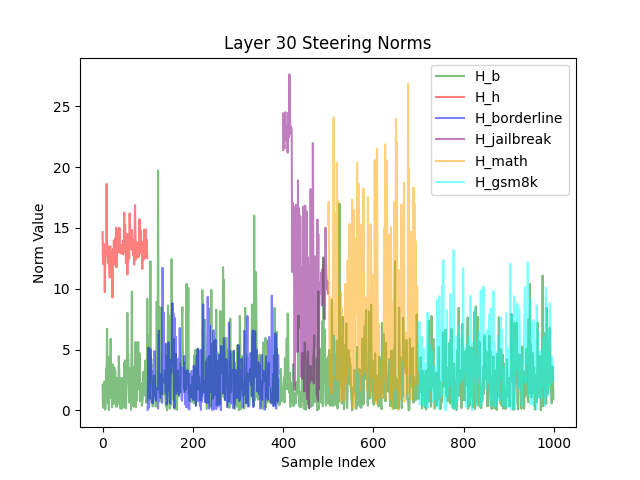 Layer 30 Steering Norms
H_b
H_h
H_borderline
H_jailbreak
H_math
H_gsm8k
Norm Value
25
20
15
10
5
0
0 200 400 600 800 1000
Sample Index